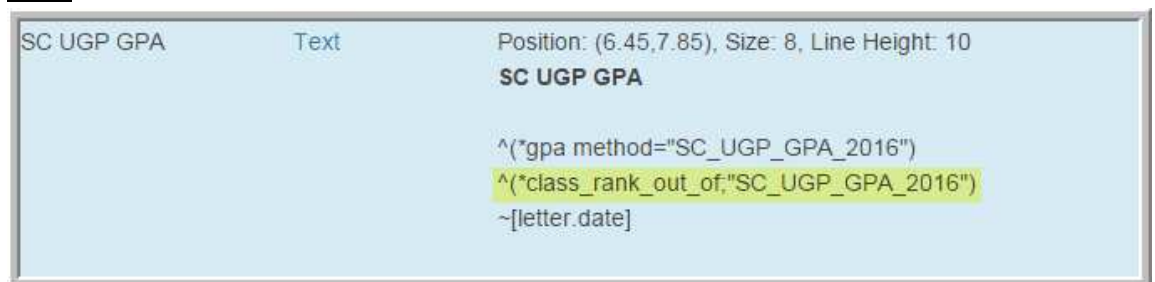 SC UGP GPA Text Position: (6.45,7.85), Size: 8, Line Height: 10
SC UGP GPA
^(*gpa method="SC_UGP_GPA_2016")
^(*class_rank_out_of;"SC_UGP_GPA_2016")
~[letter.date]